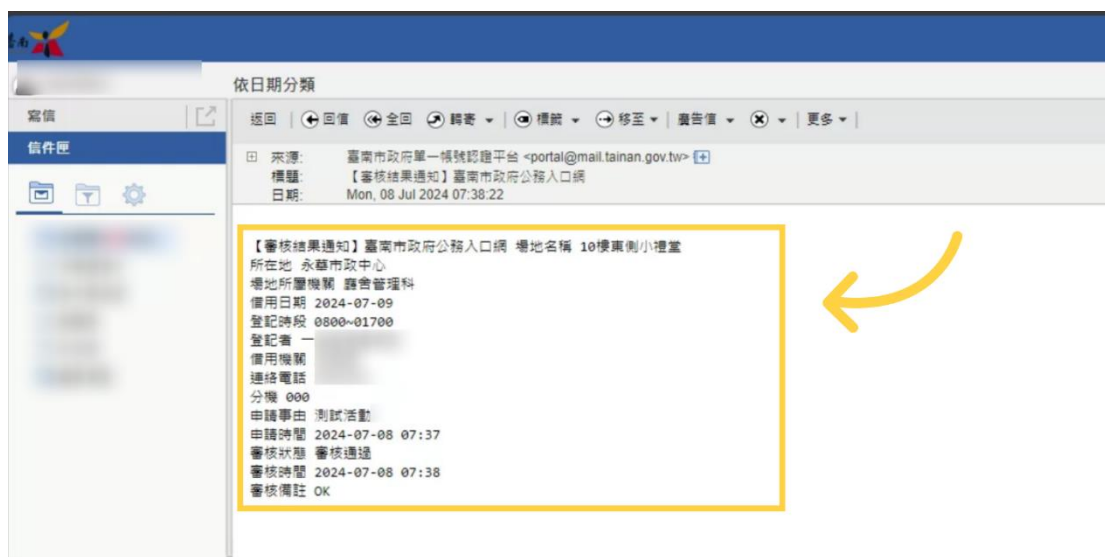 臺南
依日期分類
寫信
返回 | 回信 全回 轉寄 | 標籤 移至 | 廣告信 | 更多 |
信件匣
來源: 臺南市政府單一帳號認證平台 <portal@mail.tainan.gov.tw>
標題: 【審核結果通知】臺南市政府公務入口網
日期: Mon, 08 Jul 2024 07:38:22
【審核結果通知】臺南市政府公務入口網 場地名稱 10樓東側小禮堂
所在地 永華市政中心
場地所屬機關 廳舍管理科
借用日期 2024-07-09
登記時段 0800~01700
登記者 一
借用機關
連絡電話
分機 000
申請事由 測試活動
申請時間 2024-07-08 07:37
審核狀態 審核通過
審核時間 2024-07-08 07:38
審核備註 OK